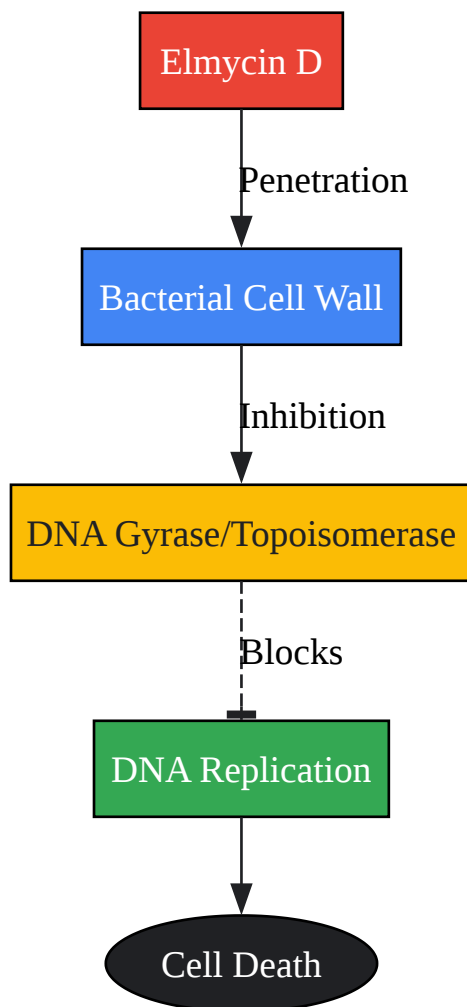 Elmycin D
Penetration
Bacterial Cell Wall
Inhibition
DNA Gyrase/Topoisomerase
Blocks
DNA Replication
Cell Death